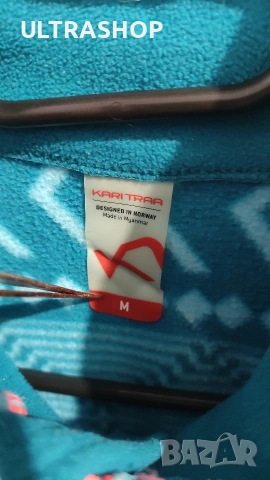 ULTRASHOP
KARI TRAA
DESIGNED IN NORWAY
Made in Myanmar
M
BAZAR